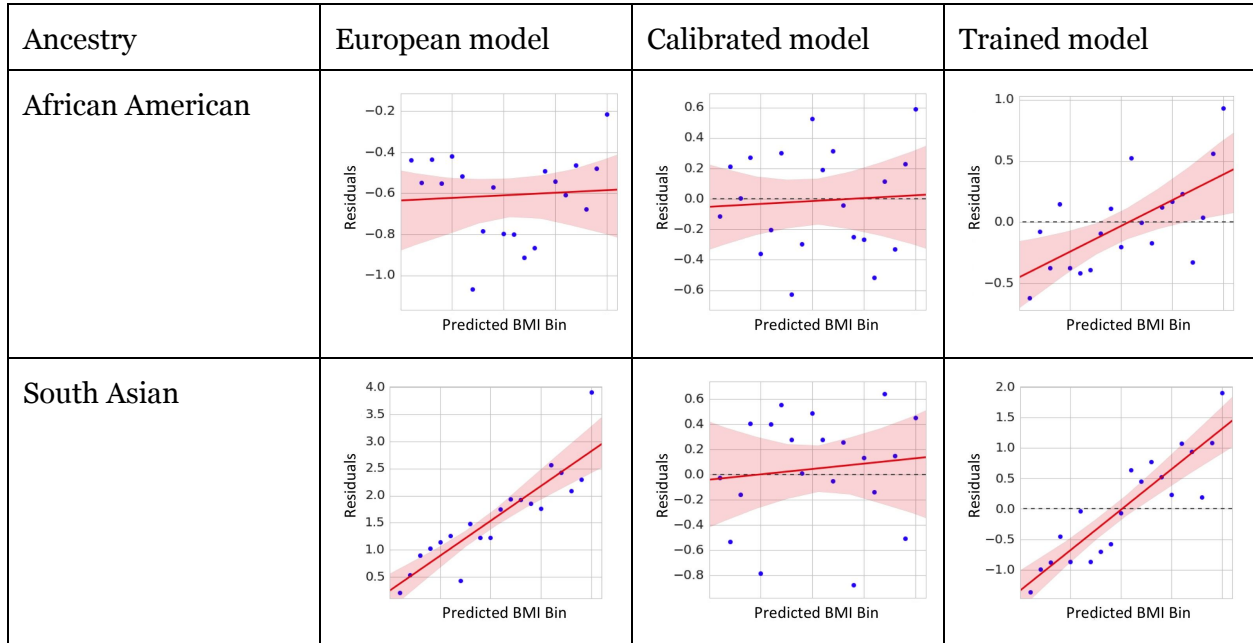 Ancestry
European model
Calibrated model
Trained model
African American
−0.2
−0.4
−0.6
−0.8
−1.0
Residuals
Predicted BMI Bin
0.6
0.4
0.2
0.0
−0.2
−0.4
−0.6
Residuals
Predicted BMI Bin
1.0
0.5
0.0
−0.5
Residuals
Predicted BMI Bin
South Asian
4.0
3.5
3.0
2.5
2.0
1.5
1.0
0.5
Residuals
Predicted BMI Bin
0.6
0.4
0.2
0.0
−0.2
−0.4
−0.6
−0.8
Residuals
Predicted BMI Bin
2.0
1.5
1.0
0.5
0.0
−0.5
−1.0
Residuals
Predicted BMI Bin